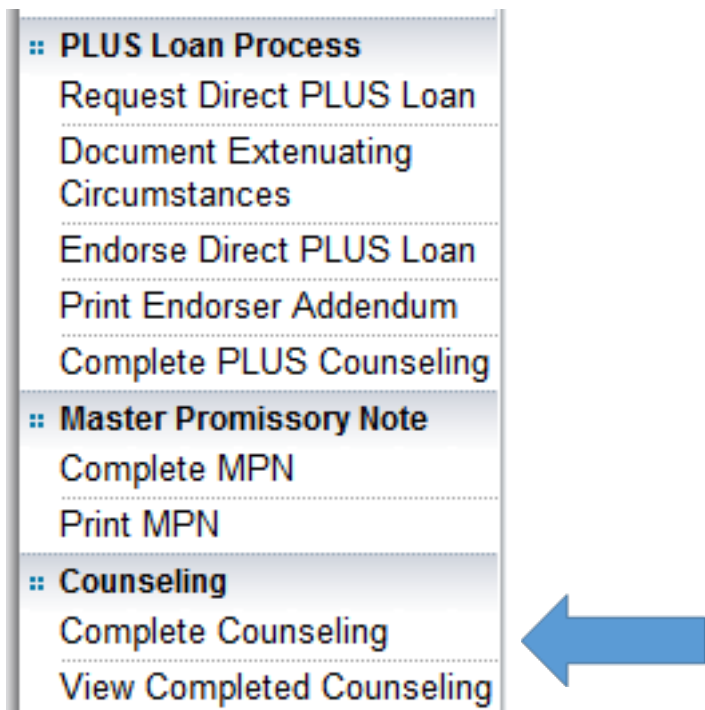 PLUS Loan Process
Request Direct PLUS Loan
Document Extenuating
Circumstances
Endorse Direct PLUS Loan
Print Endorser Addendum
Complete PLUS Counseling
Master Promissory Note
Complete MPN
Print MPN
Counseling
Complete Counseling
View Completed Counseling